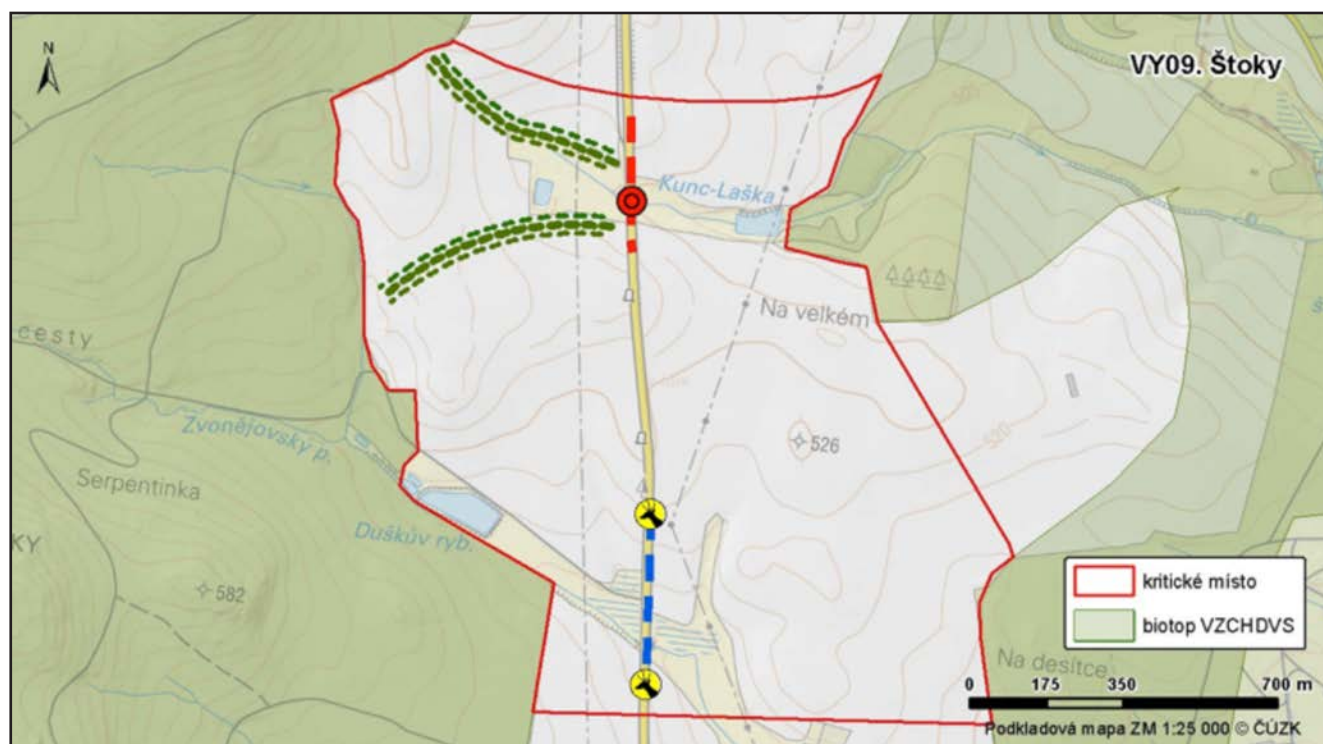 N
VY09. Štoky
Kunc-Laška
Na velkém
cesty
Zvonějovský p.
526
520
Serpentinka
Duškův ryb.
KY
582
kritické místo
biotop VZCHDVS
Na desítce
0 175 350 700 m
Podkladová mapa ZM 1:25 000 © ČÚZK